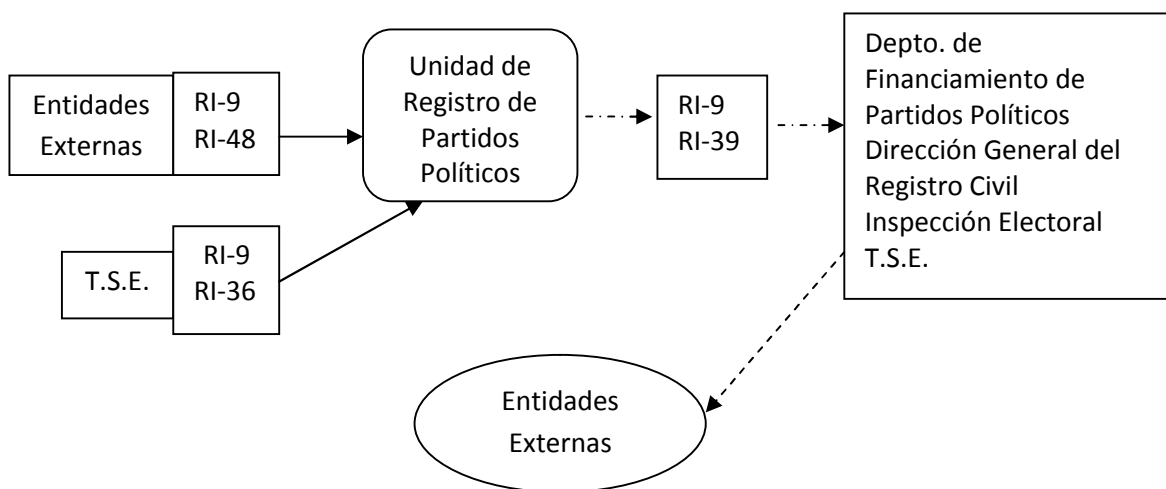 Entidades
Externas
RI-9
RI-48
Unidad de
Registro de
Partidos
Políticos
RI-9
RI-39
Depto. de
Financiamiento de
Partidos Políticos
Dirección General del
Registro Civil
Inspección Electoral
T.S.E.
T.S.E.
RI-9
RI-36
Entidades
Externas